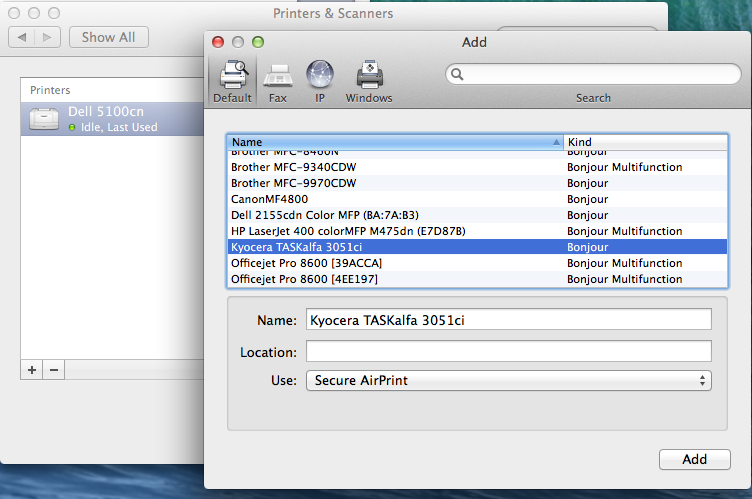 Printers & Scanners
Show All
Printers
Dell 5100cn
Idle, Last Used
Add
Default
Fax
IP
Windows
Search
Name Kind
Brother MFC-8460N Bonjour
Brother MFC-9340CDW Bonjour Multifunction
Brother MFC-9970CDW Bonjour
CanonMF4800 Bonjour
Dell 2155cdn Color MFP (BA:7A:B3) Bonjour
HP LaserJet 400 colorMFP M475dn (E7D87B) Bonjour Multifunction
Kyocera TASKalfa 3051ci Bonjour
Officejet Pro 8600 [39ACCA] Bonjour Multifunction
Officejet Pro 8600 [4EE197] Bonjour Multifunction
Name: Kyocera TASKalfa 3051ci
Location:
Use: Secure AirPrint
Add